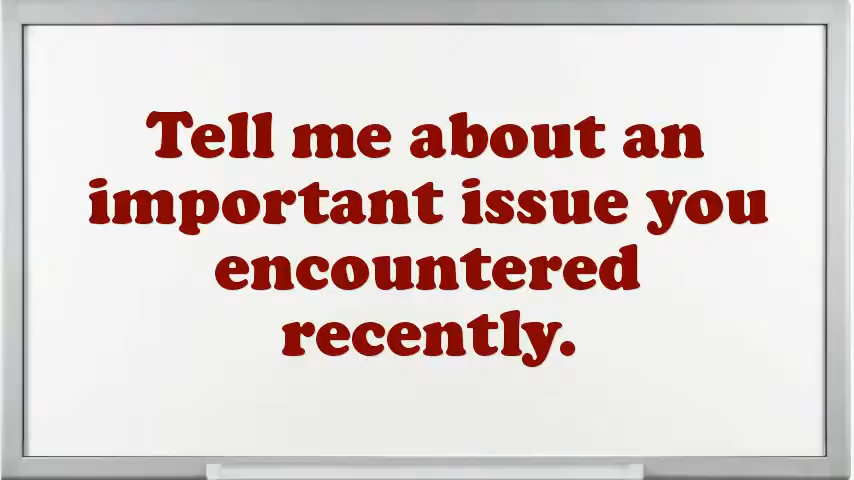 Tell me about an
important issue you
encountered
recently.